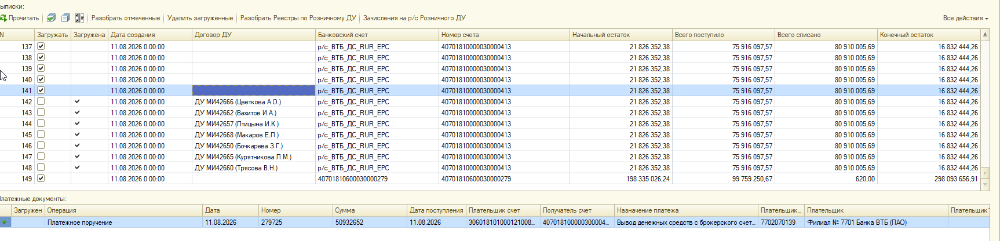 ыписки:
Прочитать Разобрать отмеченные Удалить загруженные Разобрать Реестры по Розничному ДУ Зачисления на р/с Розничного ДУ Все действия
N Загружать Загружена Дата создания Договор ДУ Банковский счет Номер счета Начальный остаток Всего поступило Всего списано Конечный остаток
137 11.08.2026 0:00:00 р/с_ВТБ_ДС_RUR_EPC 40701810000030000413 21 826 352,38 75 916 097,57 80 910 005,69 16 832 444,26
138 11.08.2026 0:00:00 р/с_ВТБ_ДС_RUR_EPC 40701810000030000413 21 826 352,38 75 916 097,57 80 910 005,69 16 832 444,26
139 11.08.2026 0:00:00 р/с_ВТБ_ДС_RUR_EPC 40701810000030000413 21 826 352,38 75 916 097,57 80 910 005,69 16 832 444,26
140 11.08.2026 0:00:00 р/с_ВТБ_ДС_RUR_EPC 40701810000030000413 21 826 352,38 75 916 097,57 80 910 005,69 16 832 444,26
141 11.08.2026 0:00:00 р/с_ВТБ_ДС_RUR_EPC 40701810000030000413 21 826 352,38 75 916 097,57 80 910 005,69 16 832 444,26
142 11.08.2026 0:00:00 ДУ МИ42666 (Цветкова А.О.) р/с_ВТБ_ДС_RUR_EPC 40701810000030000413 21 826 352,38 75 916 097,57 80 910 005,69 16 832 444,26
143 11.08.2026 0:00:00 ДУ МИ42662 (Вахитов И.А.) р/с_ВТБ_ДС_RUR_EPC 40701810000030000413 21 826 352,38 75 916 097,57 80 910 005,69 16 832 444,26
144 11.08.2026 0:00:00 ДУ МИ42657 (Птицына И.К.) р/с_ВТБ_ДС_RUR_EPC 40701810000030000413 21 826 352,38 75 916 097,57 80 910 005,69 16 832 444,26
145 11.08.2026 0:00:00 ДУ МИ42668 (Макаров Е.П.) р/с_ВТБ_ДС_RUR_EPC 40701810000030000413 21 826 352,38 75 916 097,57 80 910 005,69 16 832 444,26
146 11.08.2026 0:00:00 ДУ МИ42650 (Бочкарева З.Г.) р/с_ВТБ_ДС_RUR_EPC 40701810000030000413 21 826 352,38 75 916 097,57 80 910 005,69 16 832 444,26
147 11.08.2026 0:00:00 ДУ МИ42665 (Курятникова Л.М.) р/с_ВТБ_ДС_RUR_EPC 40701810000030000413 21 826 352,38 75 916 097,57 80 910 005,69 16 832 444,26
148 11.08.2026 0:00:00 ДУ МИ42660 (Трясова В.Н.) р/с_ВТБ_ДС_RUR_EPC 40701810000030000413 21 826 352,38 75 916 097,57 80 910 005,69 16 832 444,26
149 11.08.2026 0:00:00 40701810600030000279 40701810600030000279 198 335 026,24 99 759 250,67 620,00 298 093 656,91
Платежные документы:
Загружен Операция Дата Номер Сумма Дата поступления Плательщик счет Получатель счет Назначение платежа Плательщик... Плательщик Плательщик
Платежное поручение 11.08.2026 279725 50932652 11.08.2026 306018101000121008... 407018100000300004... Вывод денежных средств с брокерского счет... 7702070139 Филиал № 7701 Банка ВТБ (ПАО)